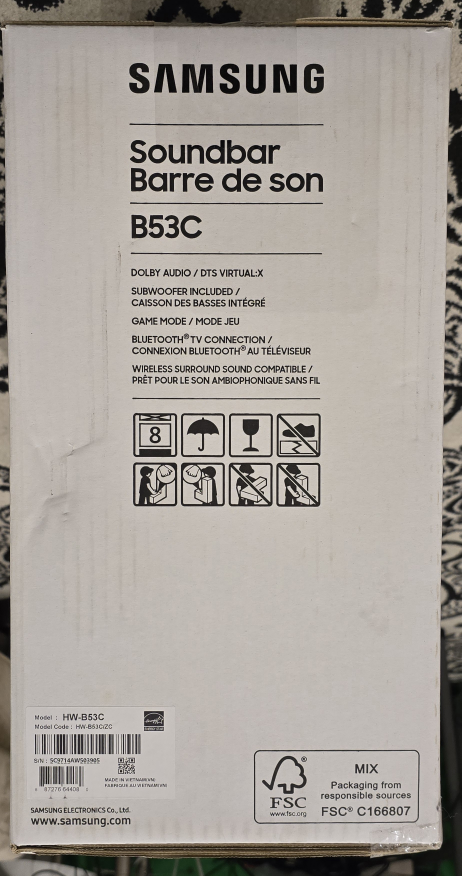 SAMSUNG
Soundbar
Barre de son
B53C
DOLBY AUDIO / DTS VIRTUAL:X
SUBWOOFER INCLUDED /
CAISSON DES BASSES INTÉGRÉ
GAME MODE / MODE JEU
BLUETOOTH® TV CONNECTION /
CONNEXION BLUETOOTH® AU TÉLÉVISEUR
WIRELESS SURROUND SOUND COMPATIBLE /
PRÊT POUR LE SON AMBIOPHONIQUE SANS FIL
8
Model : HW-B53C
Model Code : HW-B53C/ZC
S/N : 5C9714AW503905
MADE IN VIETNAM(VN)
FABRIQUÉ AU VIETNAM(VN)
SAMSUNG ELECTRONICS Co., Ltd.
www.samsung.com
FSC®
www.fsc.org
MIX
Packaging from
responsible sources
FSC® C166807